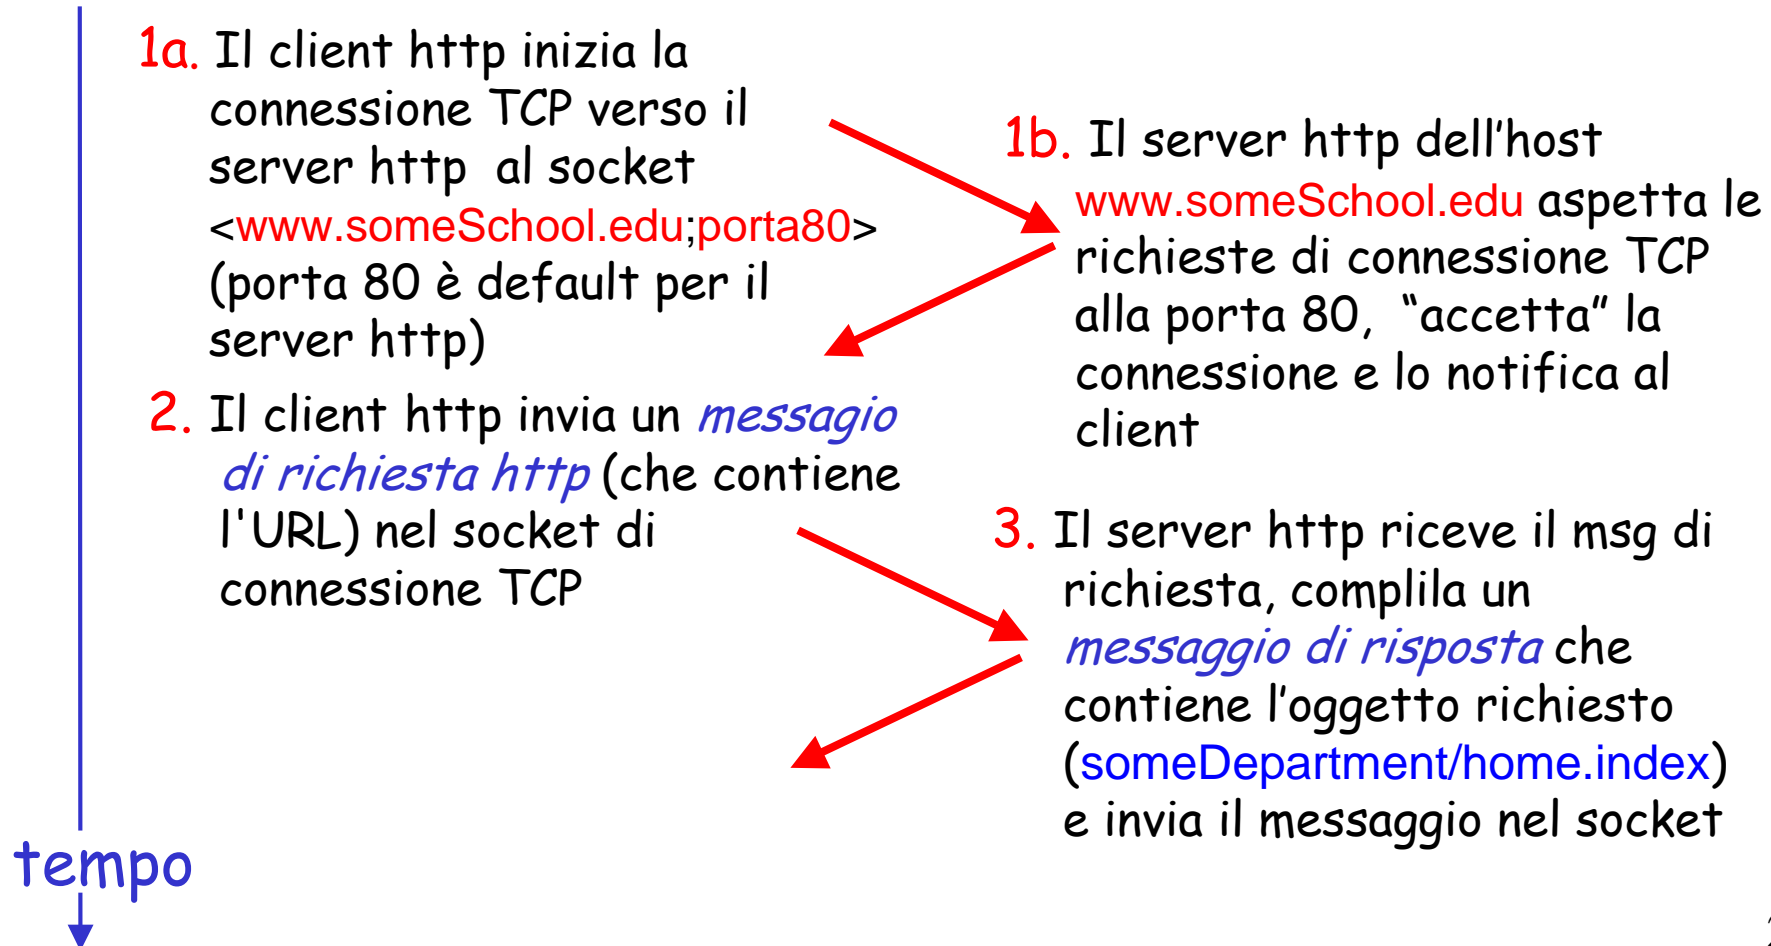 1a. Il client http inizia la
connessione TCP verso il
server http al socket
<www.someSchool.edu;porta80>
(porta 80 è default per il
server http)
1b. Il server http dell’host
www.someSchool.edu aspetta le
richieste di connessione TCP
alla porta 80, “accetta” la
connessione e lo notifica al
client
2. Il client http invia un messagio
di richiesta http (che contiene
l'URL) nel socket di
connessione TCP
3. Il server http riceve il msg di
richiesta, complila un
messaggio di risposta che
contiene l’oggetto richiesto
(someDepartment/home.index)
e invia il messaggio nel socket
tempo